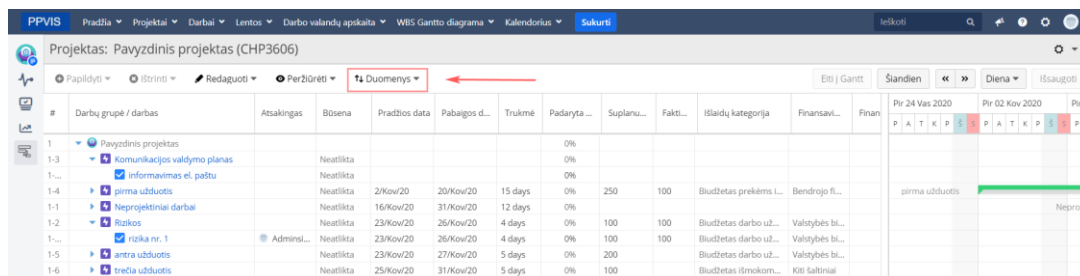 PPVIS Pradžia Projektai Darbai Lentos Darbo valandų apskaita WBS Gantto diagrama Kalendorius Sukurti Ieškoti
Projektas: Pavyzdinis projektas (CHP3606)
Papildyti Ištrinti Redaguoti Peržiūrėti Duomenys Eiti į Gantt Šiandien « » Diena Išsaugoti
Pir 24 Vas 2020 Pir 02 Kov 2020
# Darbų grupė / darbas Atsakingas Būsena Pradžios data Pabaigos d... Trukmė Padaryta ... Suplanu... Fakti... Išlaidų kategorija Finansavi... Finan
P A T K P Š S P A T K P Š S P
1 Pavyzdinis projektas 0%
1-3 Komunikacijos valdymo planas Neatlikta 0%
1-... informavimas el. paštu Neatlikta 0%
1-4 pirma užduotis Neatlikta 2/Kov/20 20/Kov/20 15 days 0% 250 100 Biudžetas prekėms i... Bendrojo fi... pirma užduotis
1-1 Neprojektiniai darbai Neatlikta 16/Kov/20 31/Kov/20 12 days 0% Nepro
1-2 Rizikos Neatlikta 23/Kov/20 26/Kov/20 4 days 0% 100 100 Biudžetas darbo už... Valstybės bi...
1-... rizika nr. 1 Adminsi... Neatlikta 23/Kov/20 26/Kov/20 4 days 0% 100 100 Biudžetas darbo už... Valstybės bi...
1-5 antra užduotis Neatlikta 23/Kov/20 27/Kov/20 5 days 0% 200 Biudžetas darbo už... Valstybės bi...
1-6 trečia užduotis Neatlikta 25/Kov/20 31/Kov/20 5 days 0% 100 Biudžetas išmokom... Kiti šaltiniai